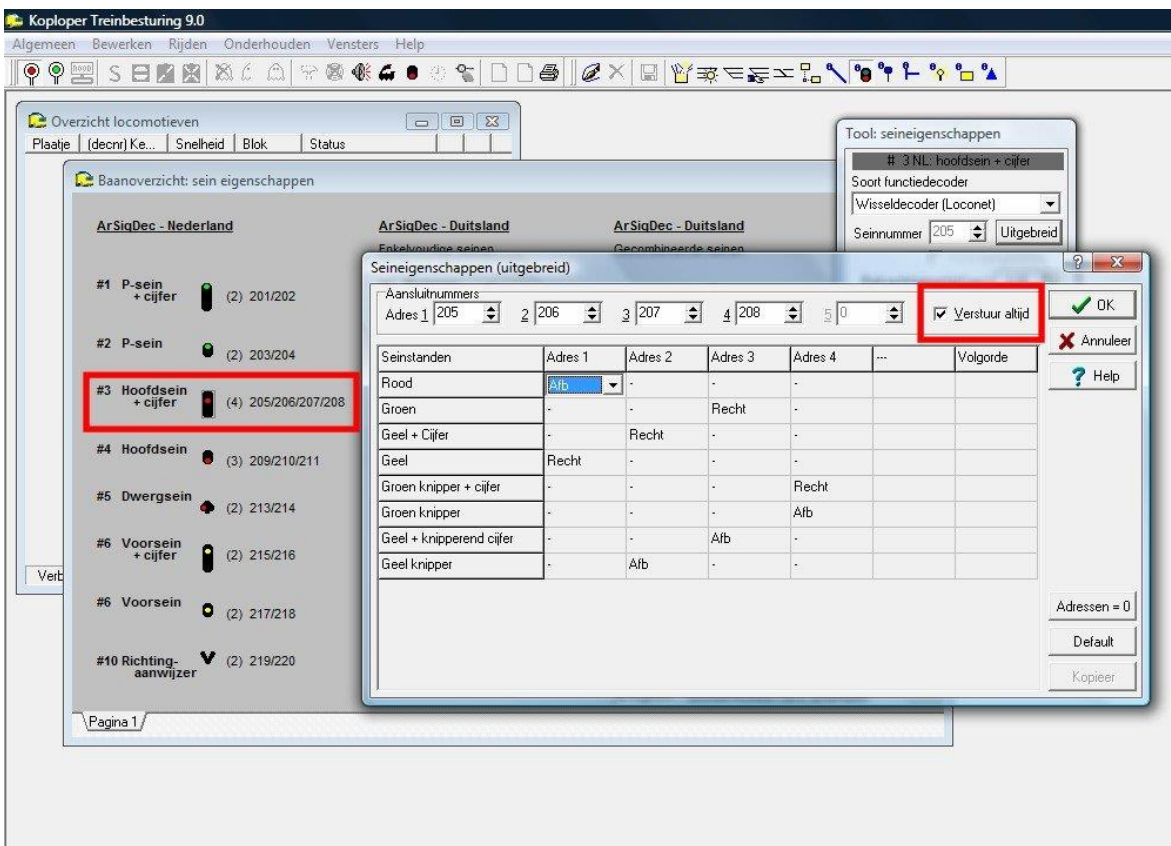 Koploper Treinbesturing 9.0
Algemeen Bewerken Rijden Onderhouden Vensters Help
Overzicht locomotieven
Plaatje (decnr) Ke... Snelheid Blok Status
Tool: seineigenschappen
# 3 NL: hoofdsein + cijfer
Soort functiedecoder
Wisseldecoder (Loconet)
Seinnummer 205 Uitgebreid
Baanoverzicht: sein eigenschappen
ArSigDec - Nederland
ArSigDec - Duitsland
Enkelvoudige seinen
ArSigDec - Duitsland
Gecombineerde seinen
#1 P-sein
+ cijfer (2) 201/202
#2 P-sein
(2) 203/204
#3 Hoofdsein
+ cijfer (4) 205/206/207/208
#4 Hoofdsein
(3) 209/210/211
#5 Dwergsein
(2) 213/214
#6 Voorsein
+ cijfer (2) 215/216
#6 Voorsein
(2) 217/218
#10 Richting-
aanwijzer (2) 219/220
Pagina 1
Verb
Seineigenschappen (uitgebreid)
Aansluitnummers
Adres 1 205 2 206 3 207 4 208 5 0 Verstuur altijd
Seinstanden Adres 1 Adres 2 Adres 3 Adres 4 --- Volgorde
Rood Afb - - -
Groen - - Recht -
Geel + Cijfer - Recht - -
Geel Recht - - -
Groen knipper + cijfer - - - Recht
Groen knipper - - - Afb
Geel + knipperend cijfer - - Afb -
Geel knipper - Afb - -
OK
Annuleer
Help
Adressen = 0
Default
Kopieer